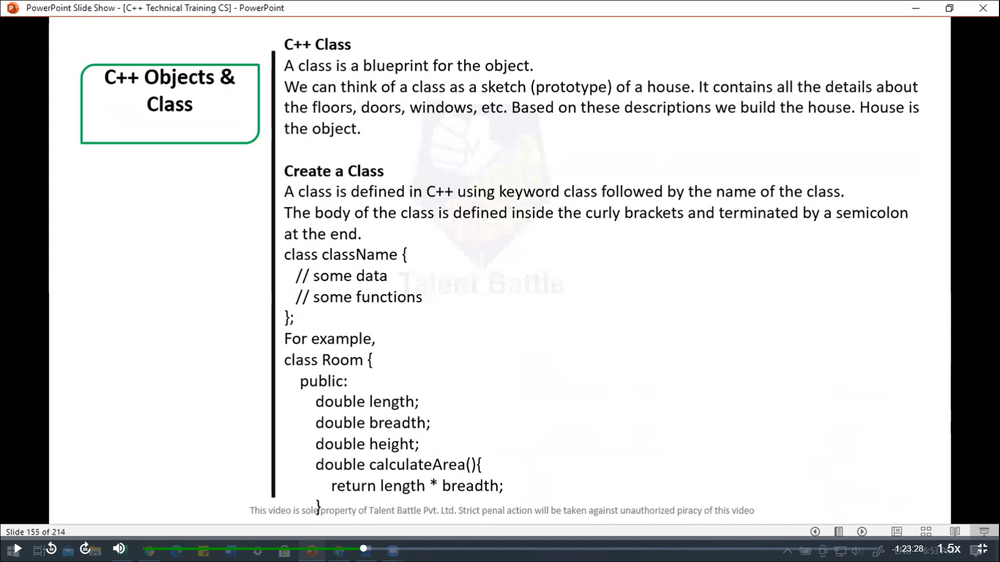 PowerPoint Slide Show - [C++ Technical Training CS] - PowerPoint
C++ Objects &
Class
C++ Class
A class is a blueprint for the object.
We can think of a class as a sketch (prototype) of a house. It contains all the details about
the floors, doors, windows, etc. Based on these descriptions we build the house. House is
the object.
Create a Class
A class is defined in C++ using keyword class followed by the name of the class.
The body of the class is defined inside the curly brackets and terminated by a semicolon
at the end.
class className {
// some data
// some functions
};
Talent Battle
For example,
class Room {
public:
double length;
double breadth;
double height;
double calculateArea(){
return length * breadth;
}
This video is sole property of Talent Battle Pvt. Ltd. Strict penal action will be taken against unauthorized piracy of this video
Slide 155 of 214
10
30
-1:23:28
1.5x